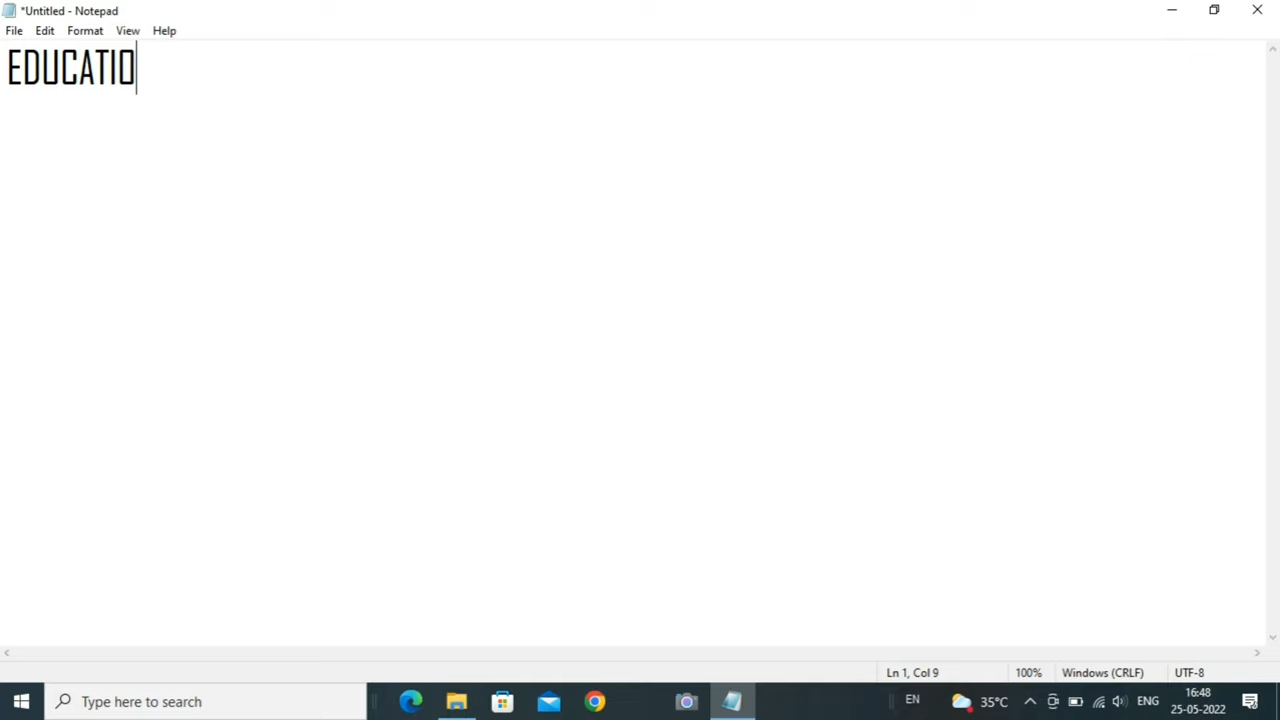 *Untitled - Notepad
File Edit Format View Help
EDUCATIO
Ln 1, Col 9 100% Windows (CRLF) UTF-8
Type here to search EN 35°C ENG 16:48
25-05-2022